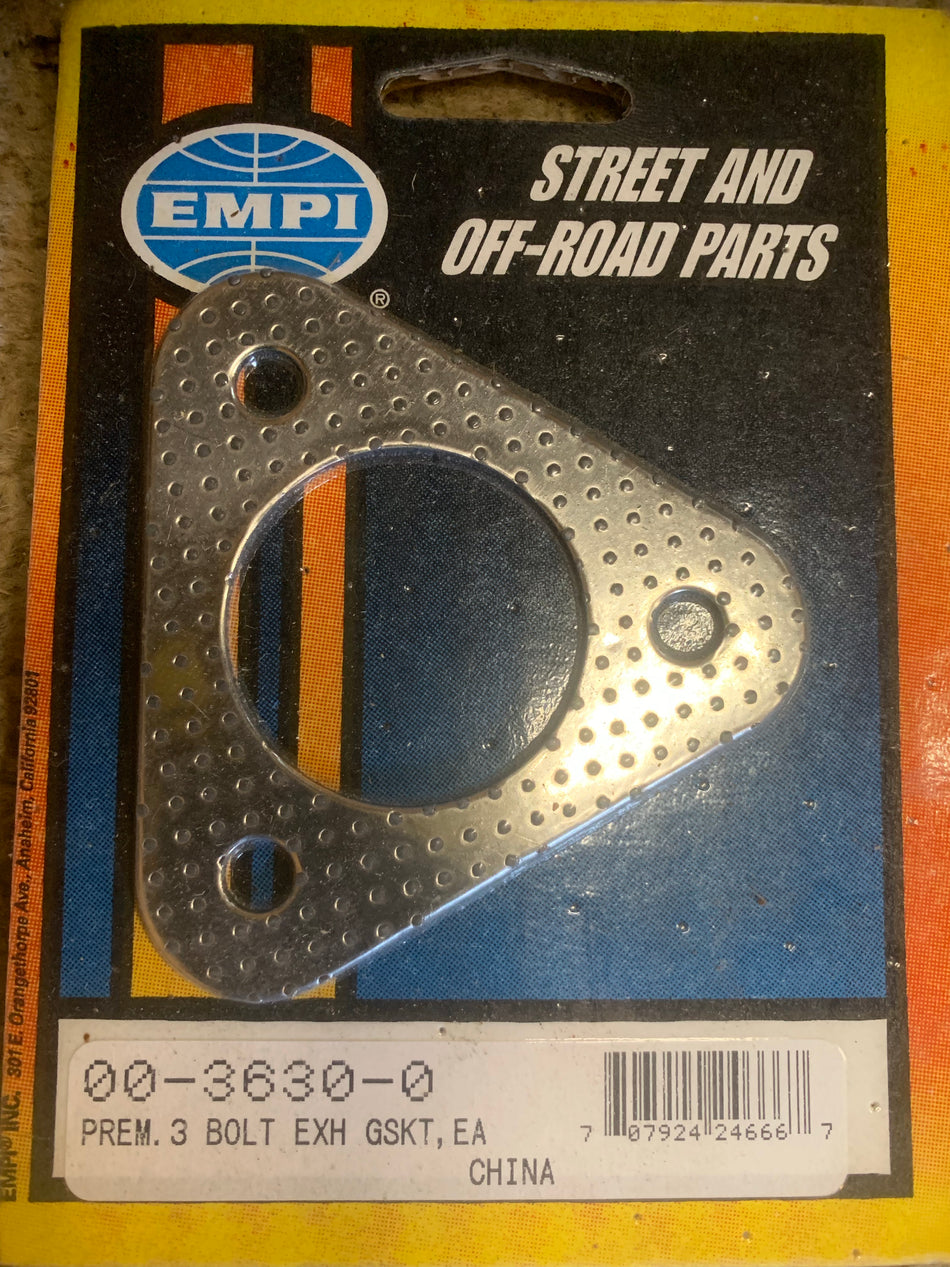 EMPI
®
STREET AND
OFF-ROAD PARTS
EMPI® INC. 301 E. Orangethorpe Ave., Anaheim, California 92801
00-3630-0
PREM. 3 BOLT EXH GSKT, EA
CHINA
7 07924 24666 7